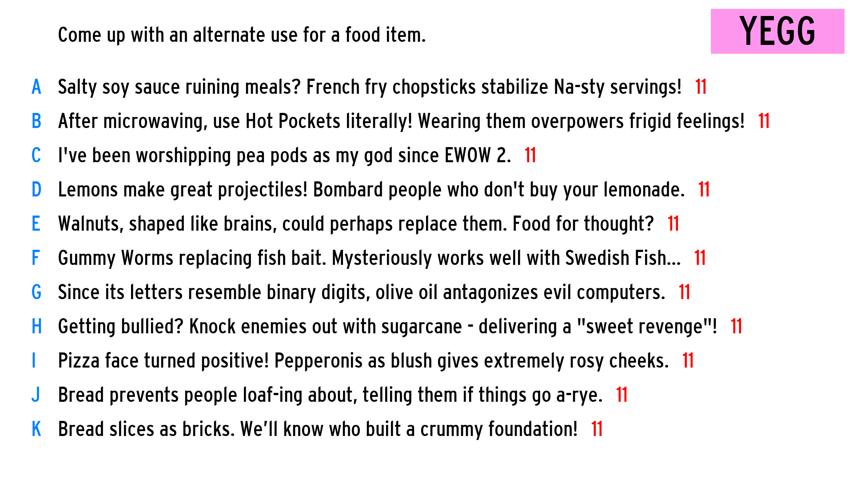 Come up with an alternate use for a food item.
YEGG
A Salty soy sauce ruining meals? French fry chopsticks stabilize Na-sty servings! 11
B After microwaving, use Hot Pockets literally! Wearing them overpowers frigid feelings! 11
C I've been worshipping pea pods as my god since EWOW 2. 11
D Lemons make great projectiles! Bombard people who don't buy your lemonade. 11
E Walnuts, shaped like brains, could perhaps replace them. Food for thought? 11
F Gummy Worms replacing fish bait. Mysteriously works well with Swedish Fish... 11
G Since its letters resemble binary digits, olive oil antagonizes evil computers. 11
H Getting bullied? Knock enemies out with sugarcane - delivering a "sweet revenge"! 11
I Pizza face turned positive! Pepperonis as blush gives extremely rosy cheeks. 11
J Bread prevents people loaf-ing about, telling them if things go a-rye. 11
K Bread slices as bricks. We’ll know who built a crummy foundation! 11